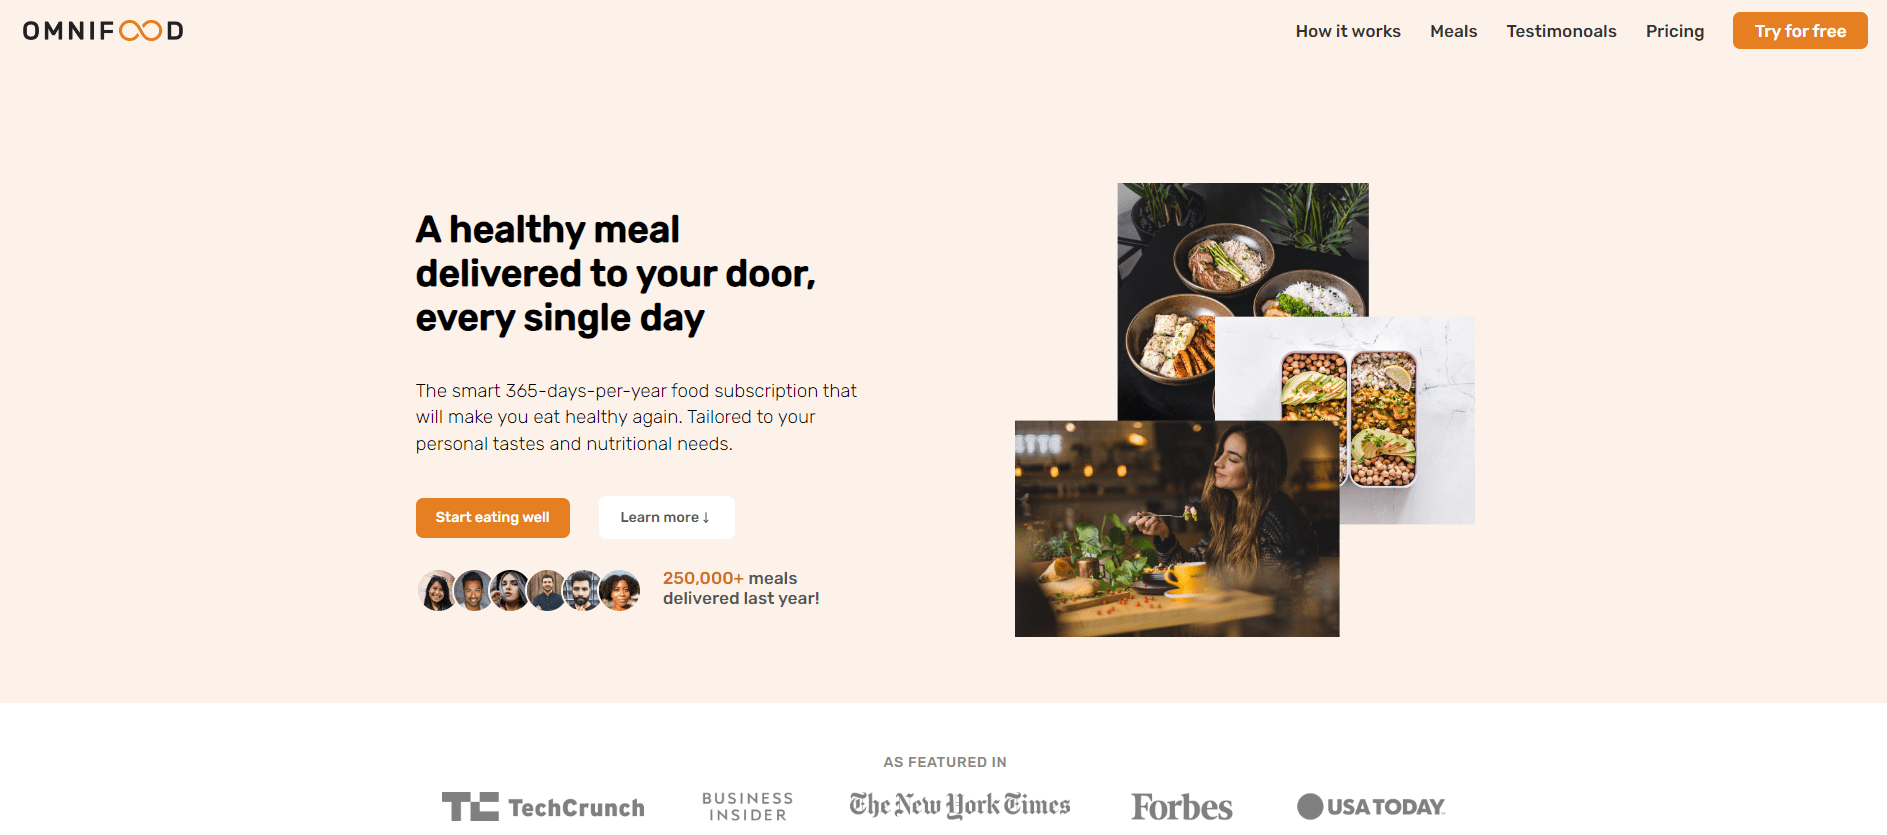 OMNIFOOD
How it works
Meals
Testimonoals
Pricing
Try for free
A healthy meal
delivered to your door,
every single day
The smart 365-days-per-year food subscription that
will make you eat healthy again. Tailored to your
personal tastes and nutritional needs.
Start eating well
Learn more ↓
250,000+ meals
delivered last year!
AS FEATURED IN
TC TechCrunch
BUSINESS
INSIDER
The New York Times
Forbes
USA TODAY